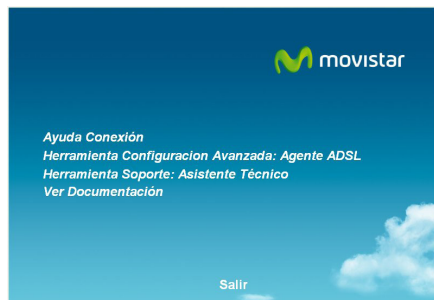 movistar
Ayuda Conexión
Herramienta Configuracion Avanzada: Agente ADSL
Herramienta Soporte: Asistente Técnico
Ver Documentación
Salir